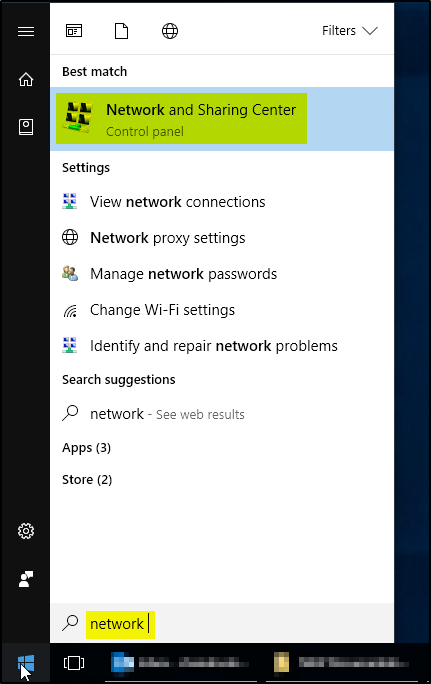 Filters
Best match
Network and Sharing Center
Control panel
Settings
View network connections
Network proxy settings
Manage network passwords
Change Wi-Fi settings
Identify and repair network problems
Search suggestions
network - See web results
Apps (3)
Store (2)
network